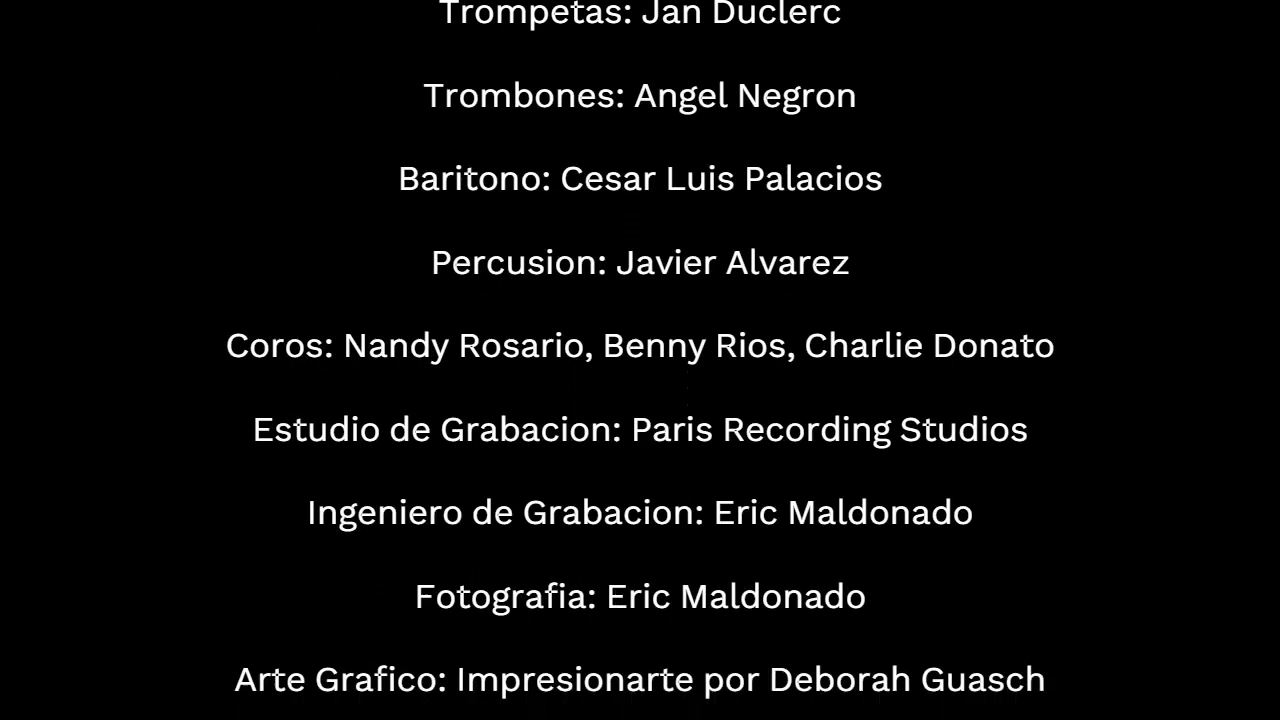 Trompetas: Jan Duclerc
Trombones: Angel Negron
Baritono: Cesar Luis Palacios
Percusion: Javier Alvarez
Coros: Nandy Rosario, Benny Rios, Charlie Donato
Estudio de Grabacion: Paris Recording Studios
Ingeniero de Grabacion: Eric Maldonado
Fotografia: Eric Maldonado
Arte Grafico: Impresionarte por Deborah Guasch